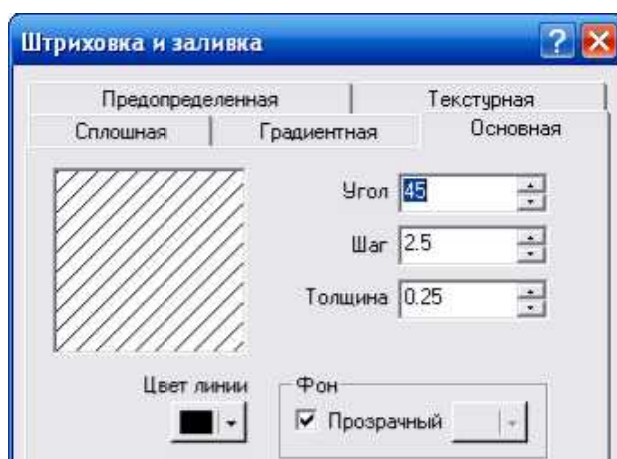 Штриховка и заливка
Предопределенная Текстурная
Сплошная Градиентная Основная
Угол 45
Шаг 2.5
Толщина 0.25
Цвет линии Фон
Прозрачный